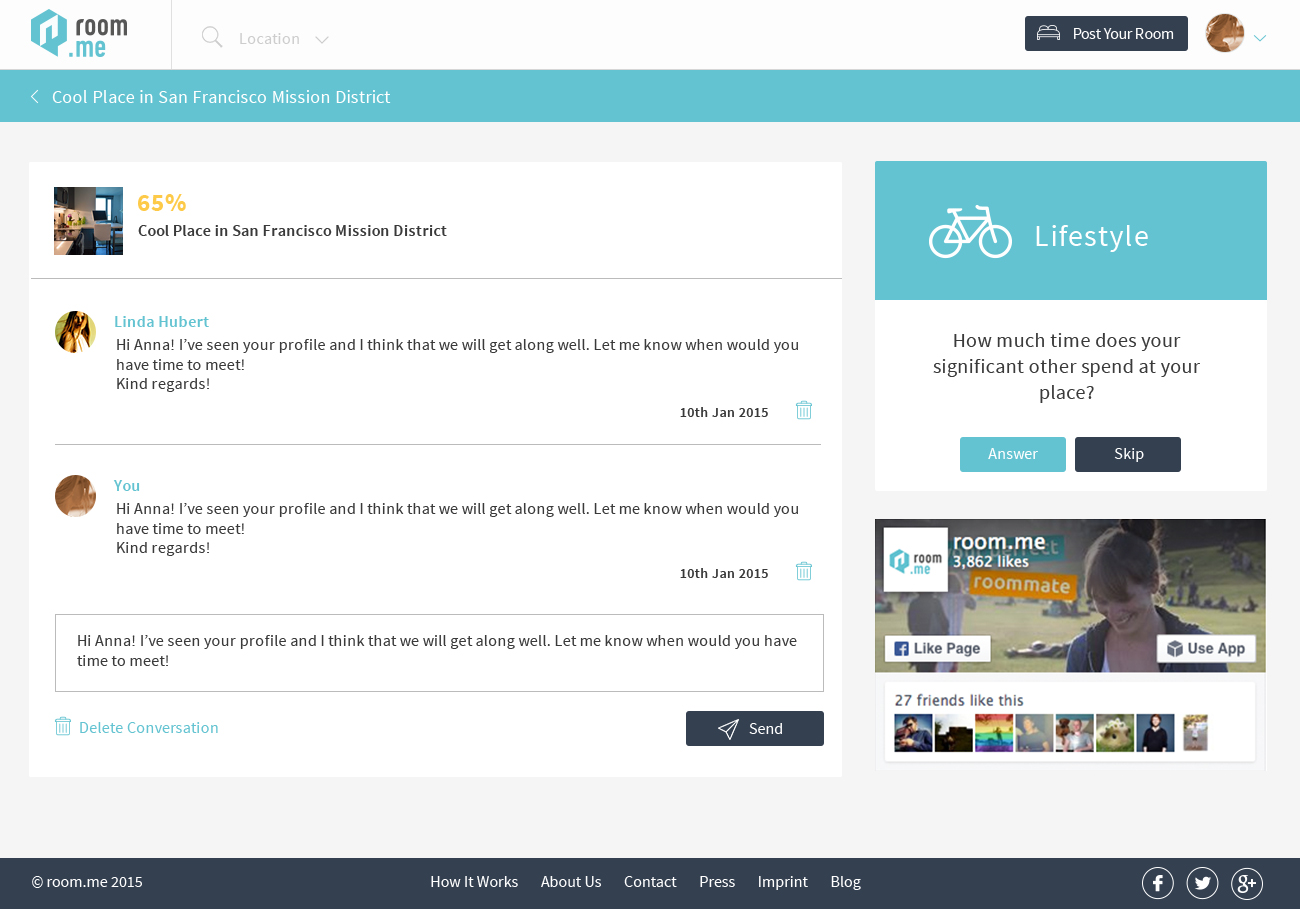 room
.me
Location
Post Your Room
Cool Place in San Francisco Mission District
65%
Cool Place in San Francisco Mission District
Linda Hubert
Hi Anna! I’ve seen your profile and I think that we will get along well. Let me know when would you
have time to meet!
Kind regards!
10th Jan 2015
You
Hi Anna! I’ve seen your profile and I think that we will get along well. Let me know when would you
have time to meet!
Kind regards!
10th Jan 2015
Hi Anna! I’ve seen your profile and I think that we will get along well. Let me know when would you have
time to meet!
Delete Conversation
Send
Lifestyle
How much time does your
significant other spend at your
place?
Answer
Skip
room
.me
room.me
your perfect
3,862 likes
roommate
Like Page
Use App
27 friends like this
© room.me 2015
How It Works
About Us
Contact
Press
Imprint
Blog